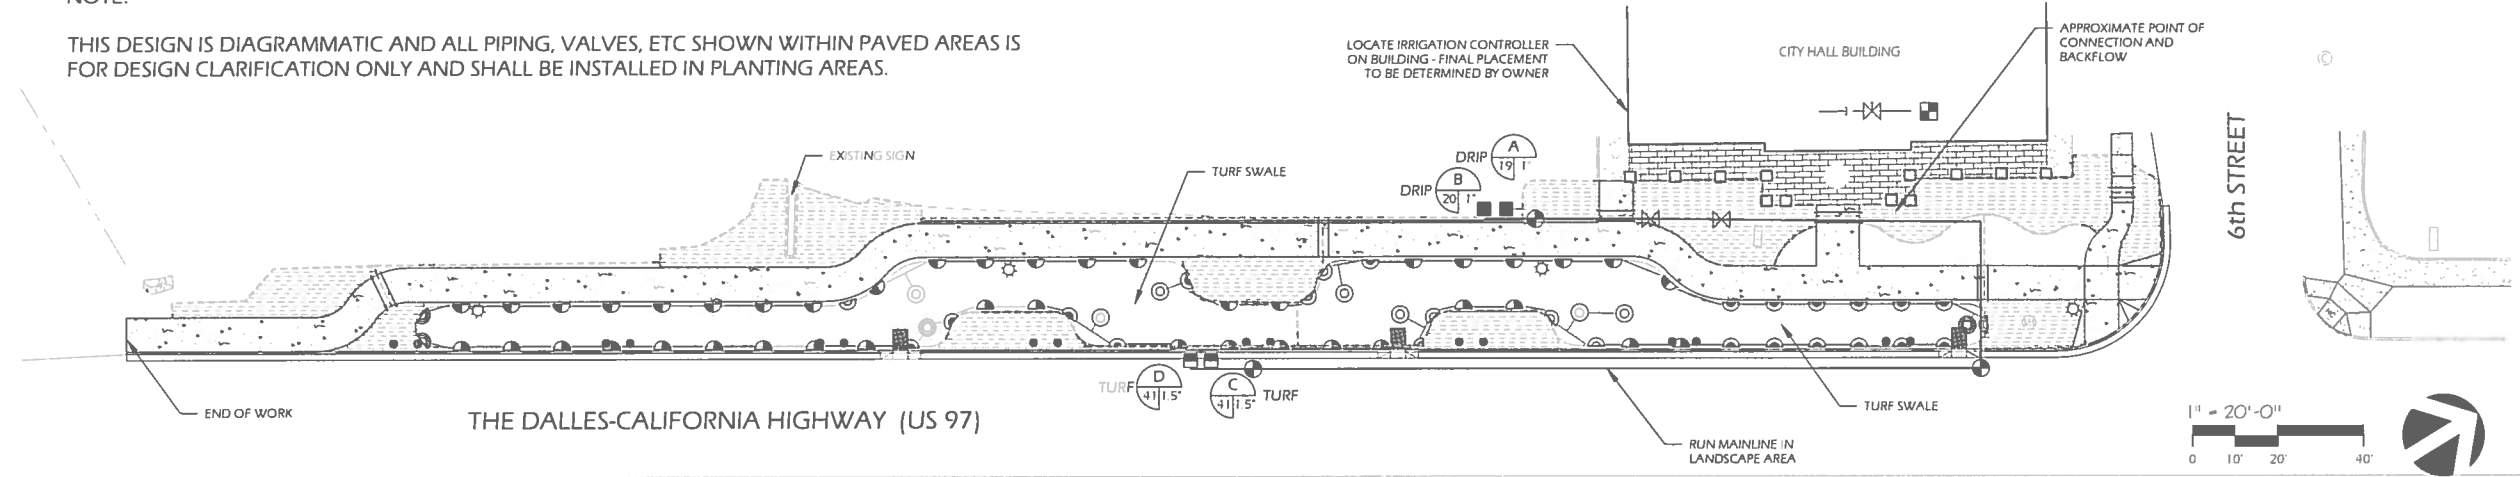 NOTE:
THIS DESIGN IS DIAGRAMMATIC AND ALL PIPING, VALVES, ETC SHOWN WITHIN PAVED AREAS IS
FOR DESIGN CLARIFICATION ONLY AND SHALL BE INSTALLED IN PLANTING AREAS.
LOCATE IRRIGATION CONTROLLER
ON BUILDING - FINAL PLACEMENT
TO BE DETERMINED BY OWNER
CITY HALL BUILDING
APPROXIMATE POINT OF
CONNECTION AND
BACKFLOW
6th STREET
EXISTING SIGN
TURF SWALE
DRIP
A
19 1"
DRIP
B
20 1"
TURF
D
41 1.5"
C
41 1.5"
TURF
END OF WORK
THE DALLES-CALIFORNIA HIGHWAY (US 97)
TURF SWALE
RUN MAINLINE IN
LANDSCAPE AREA
1" = 20'-0"
0 10' 20' 40'